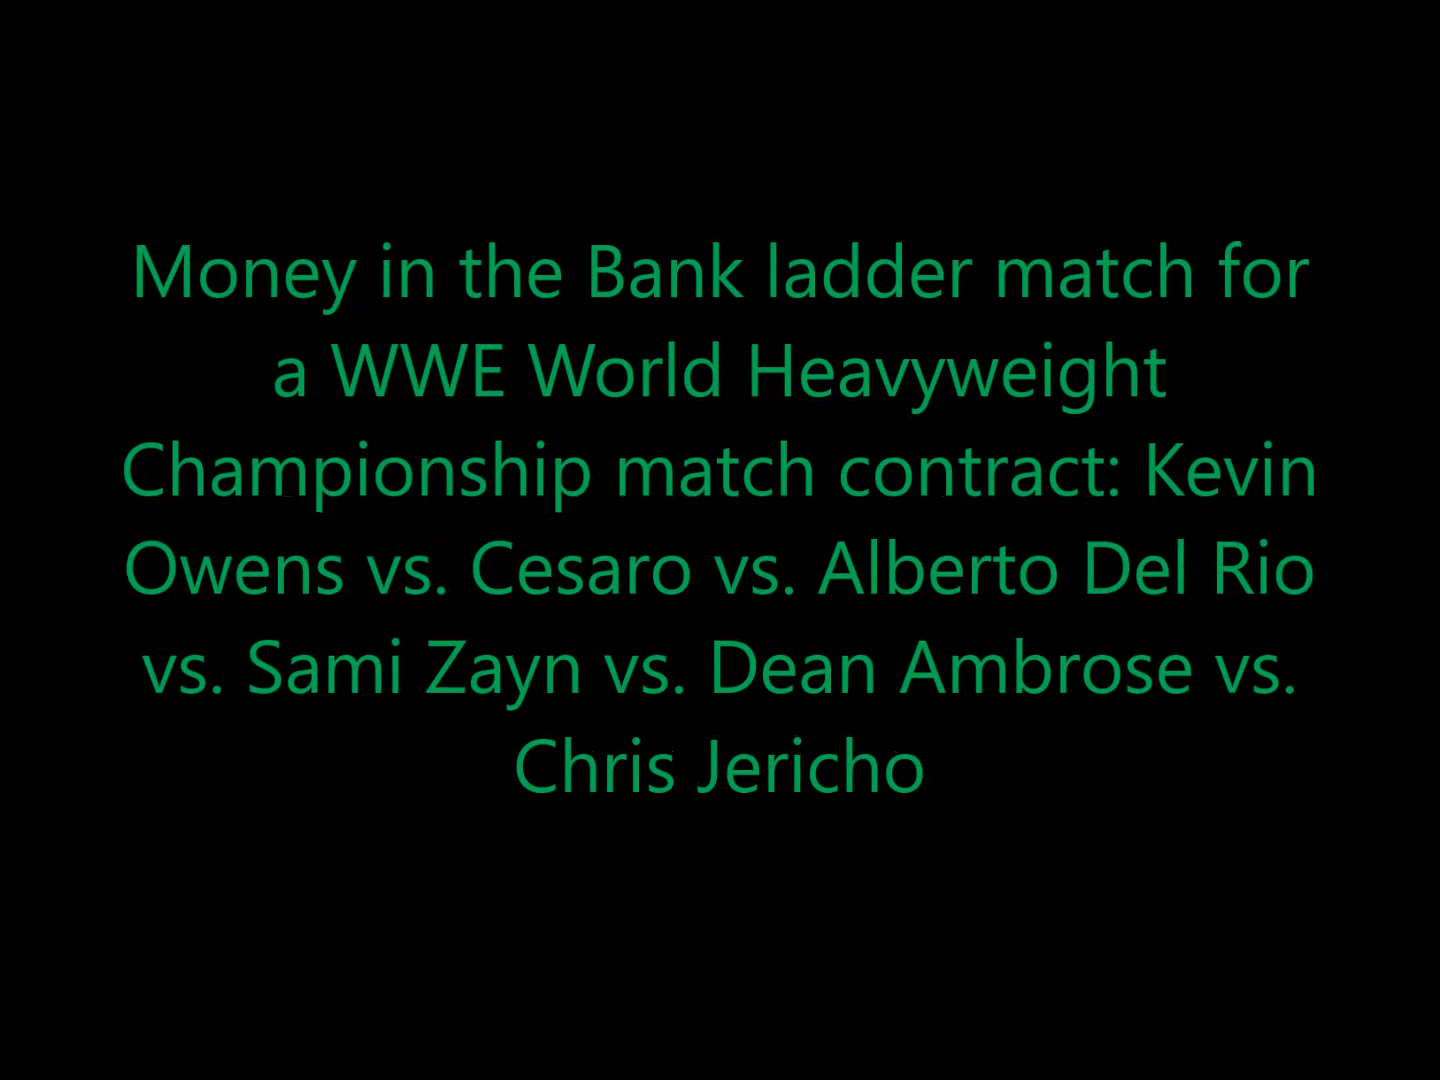 Money in the Bank ladder match for
a WWE World Heavyweight
Championship match contract: Kevin
Owens vs. Cesaro vs. Alberto Del Rio
vs. Sami Zayn vs. Dean Ambrose vs.
Chris Jericho